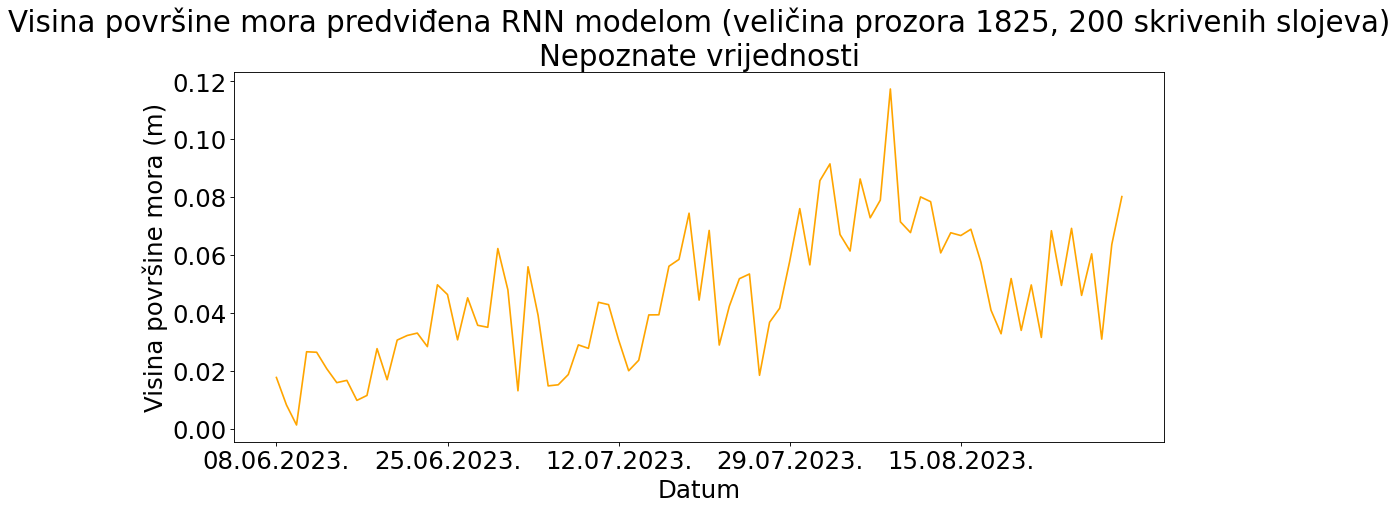 Visina površine mora predviđena RNN modelom (veličina prozora 1825, 200 skrivenih slojeva)
Nepoznate vrijednosti
Visina površine mora (m)
0.12
0.10
0.08
0.06
0.04
0.02
0.00
08.06.2023. 25.06.2023. 12.07.2023. 29.07.2023. 15.08.2023.
Datum